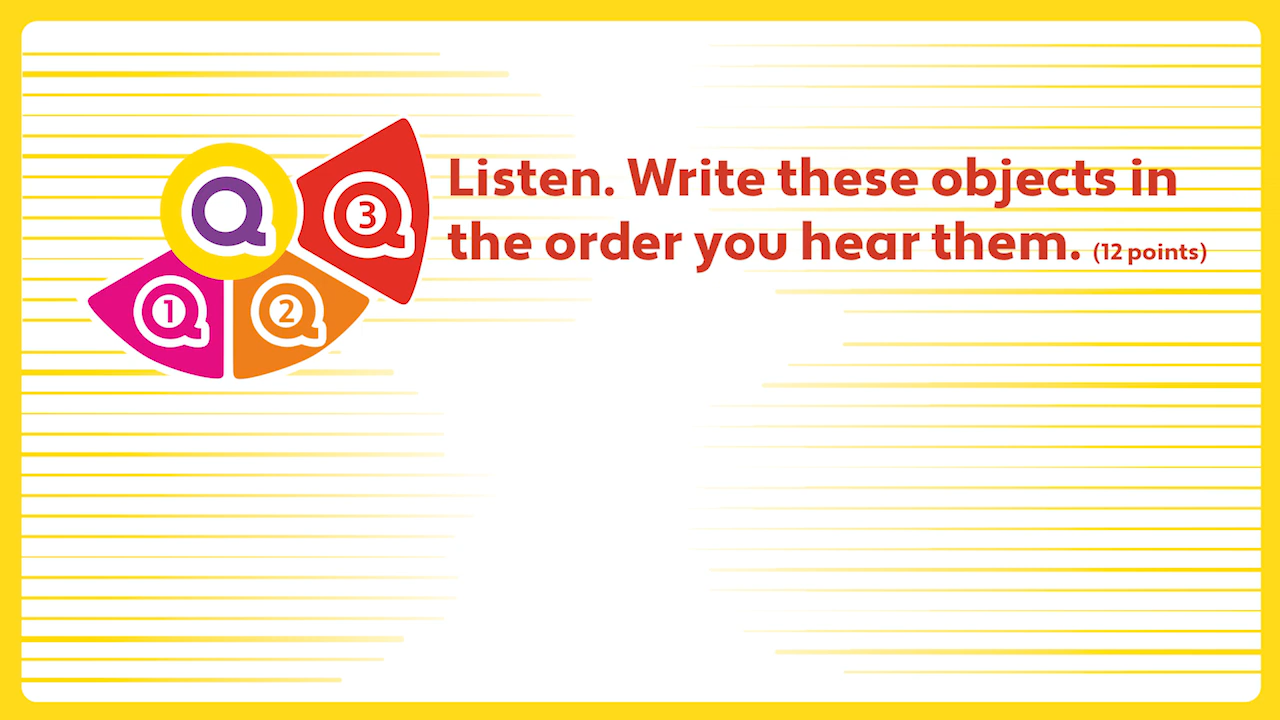 Q
3
1
2
Listen. Write these objects in
the order you hear them. (12 points)